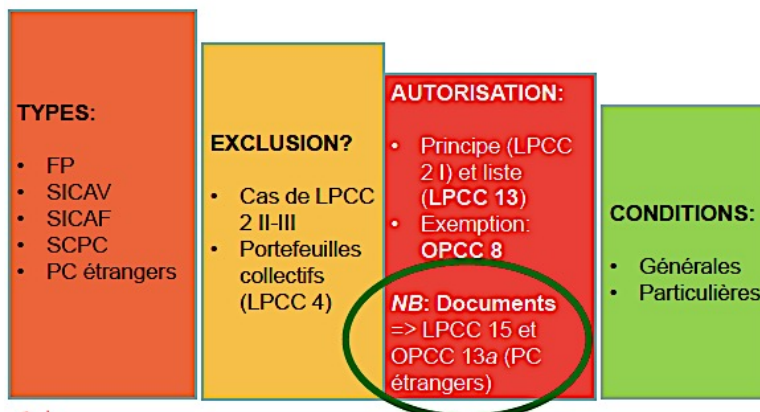 TYPES:
• FP
• SICAV
• SICAF
• SCPC
• PC étrangers
EXCLUSION?
• Cas de LPCC
2 II-III
• Portefeuilles
collectifs
(LPCC 4)
AUTORISATION:
• Principe (LPCC
2 I) et liste
(LPCC 13)
• Exemption:
OPCC 8
NB: Documents
=> LPCC 15 et
OPCC 13a (PC
étrangers)
CONDITIONS:
• Générales
• Particulières